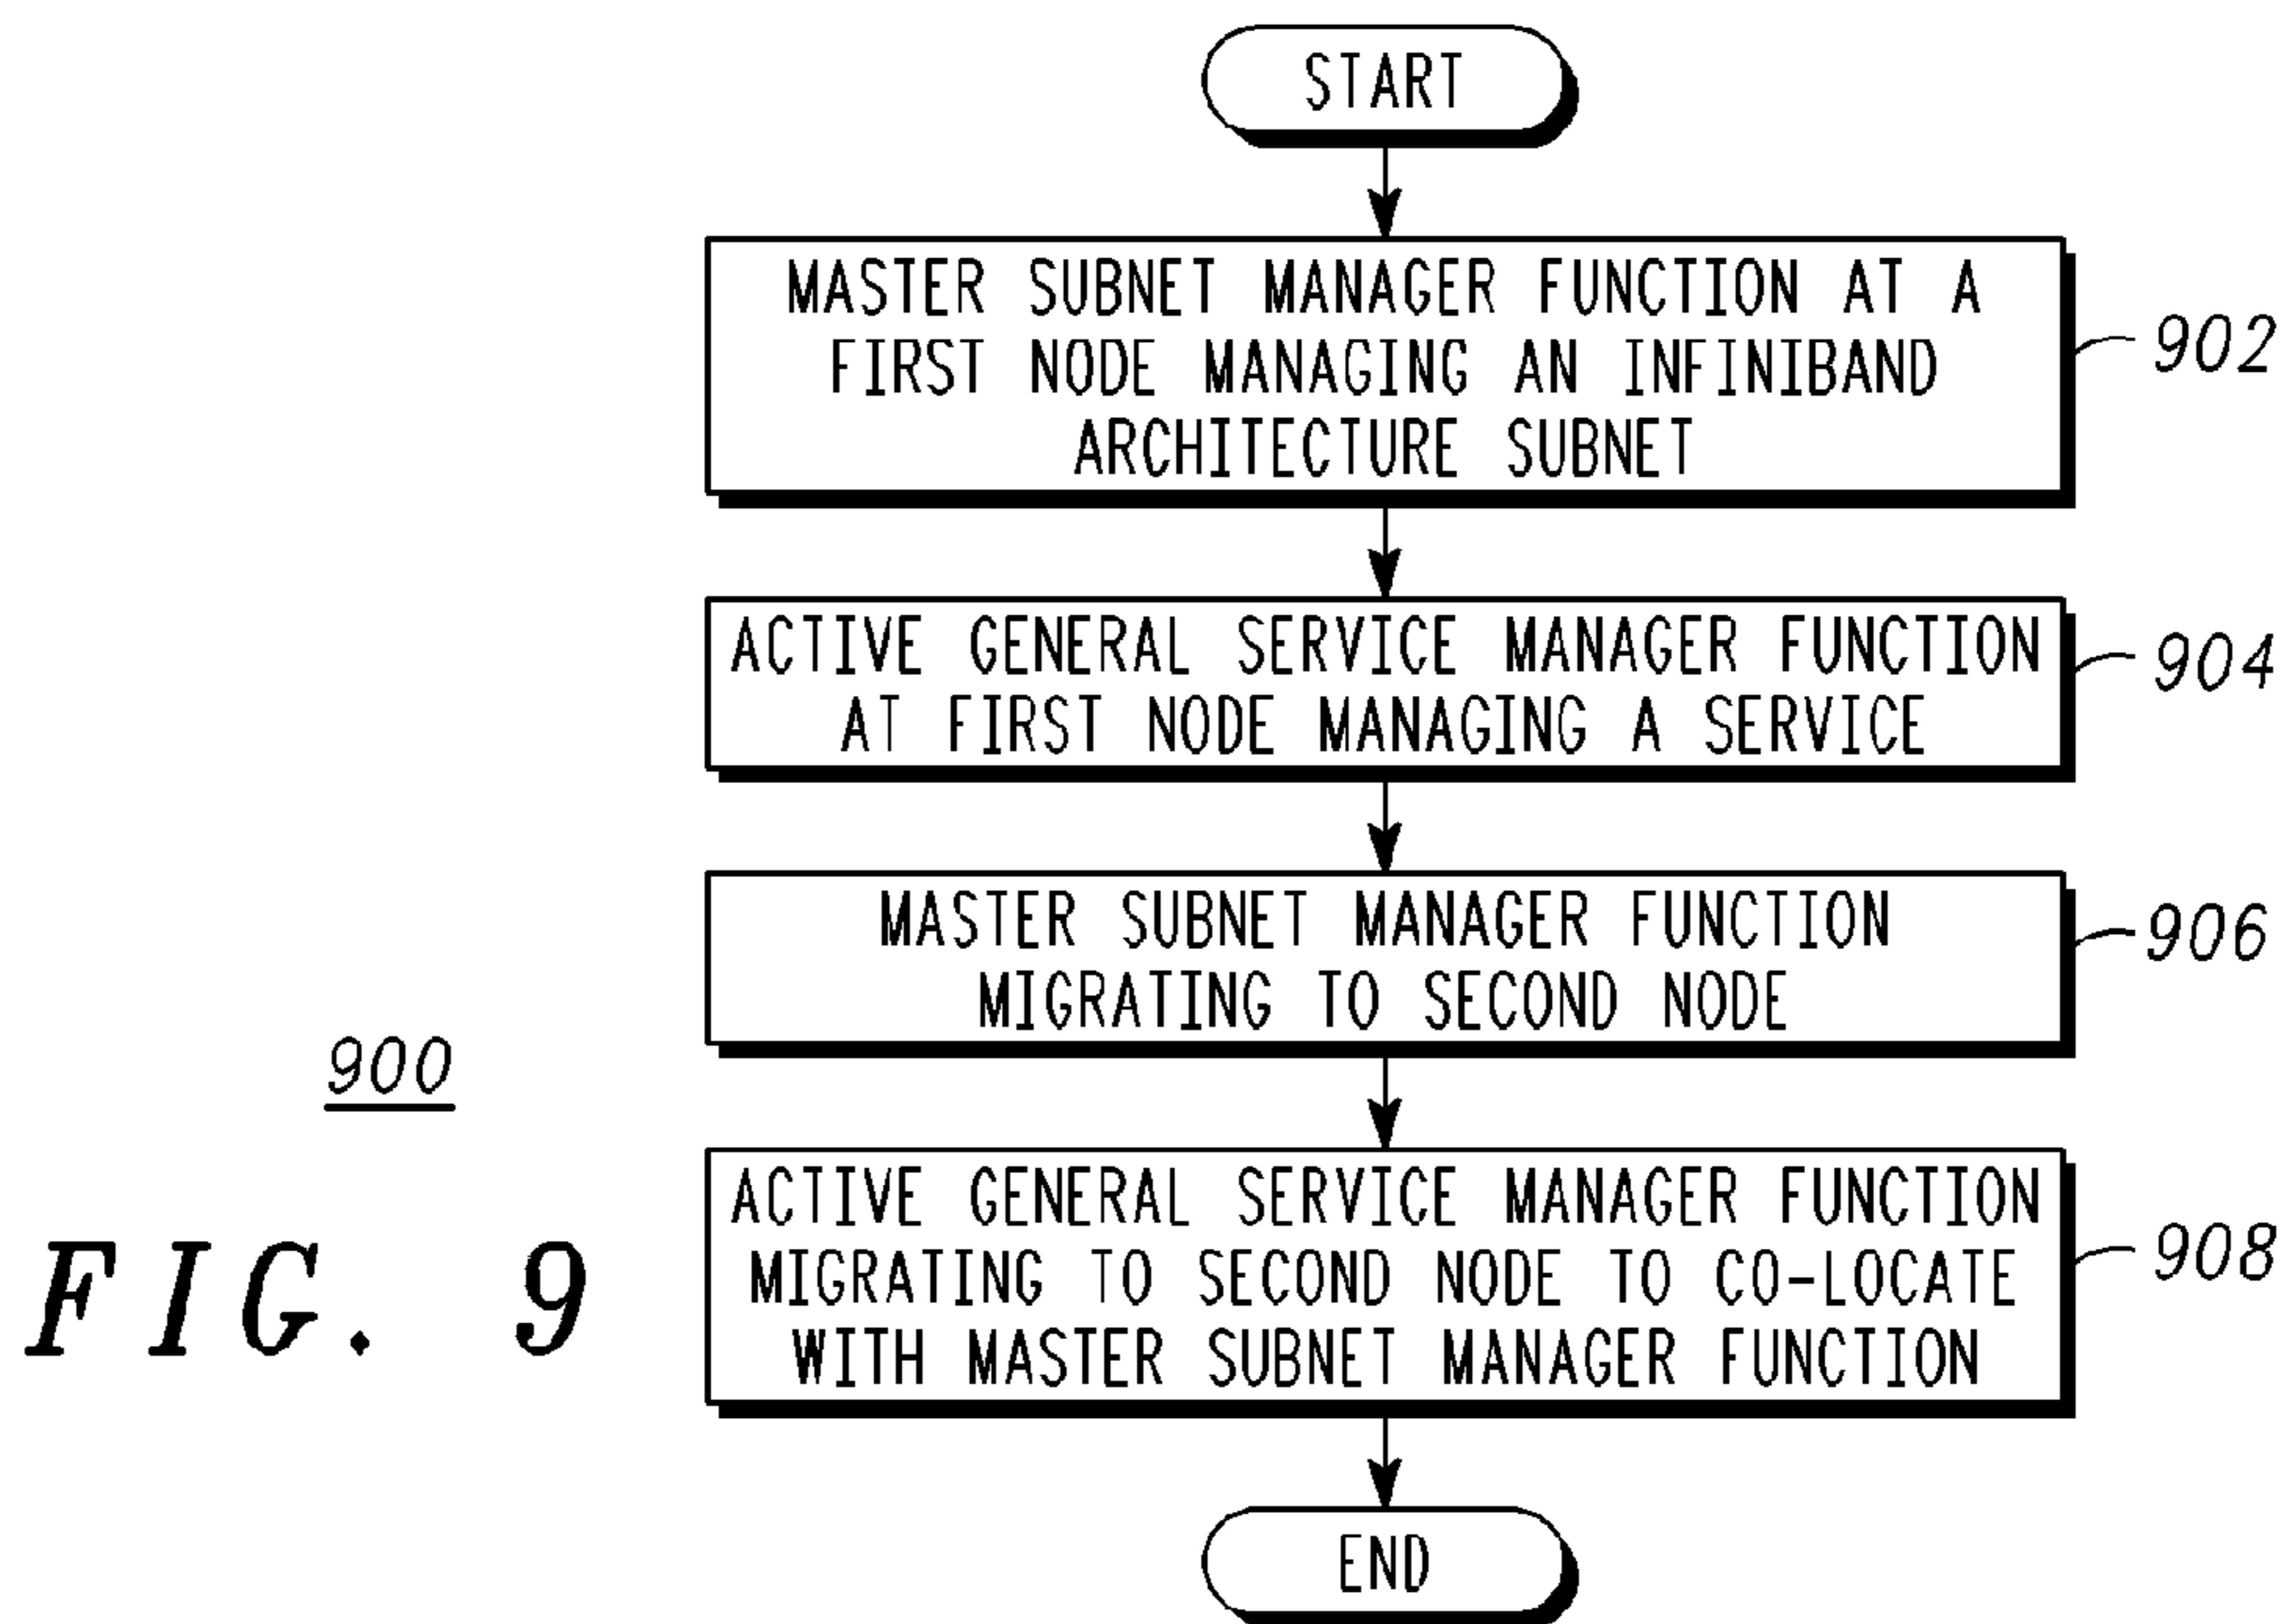 START
MASTER SUBNET MANAGER FUNCTION AT A
FIRST NODE MANAGING AN INFINIBAND
ARCHITECTURE SUBNET
902
ACTIVE GENERAL SERVICE MANAGER FUNCTION
AT FIRST NODE MANAGING A SERVICE
904
MASTER SUBNET MANAGER FUNCTION
MIGRATING TO SECOND NODE
906
ACTIVE GENERAL SERVICE MANAGER FUNCTION
MIGRATING TO SECOND NODE TO CO-LOCATE
WITH MASTER SUBNET MANAGER FUNCTION
908
END
900
FIG. 9